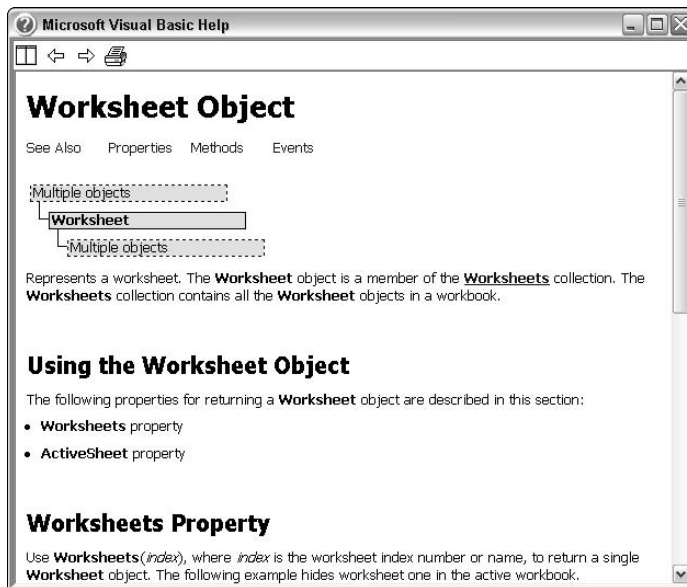 Microsoft Visual Basic Help
Worksheet Object
See Also Properties Methods Events
Multiple objects
Worksheet
Multiple objects
Represents a worksheet. The Worksheet object is a member of the Worksheets collection. The
Worksheets collection contains all the Worksheet objects in a workbook.
Using the Worksheet Object
The following properties for returning a Worksheet object are described in this section:
• Worksheets property
• ActiveSheet property
Worksheets Property
Use Worksheets(index), where index is the worksheet index number or name, to return a single
Worksheet object. The following example hides worksheet one in the active workbook.